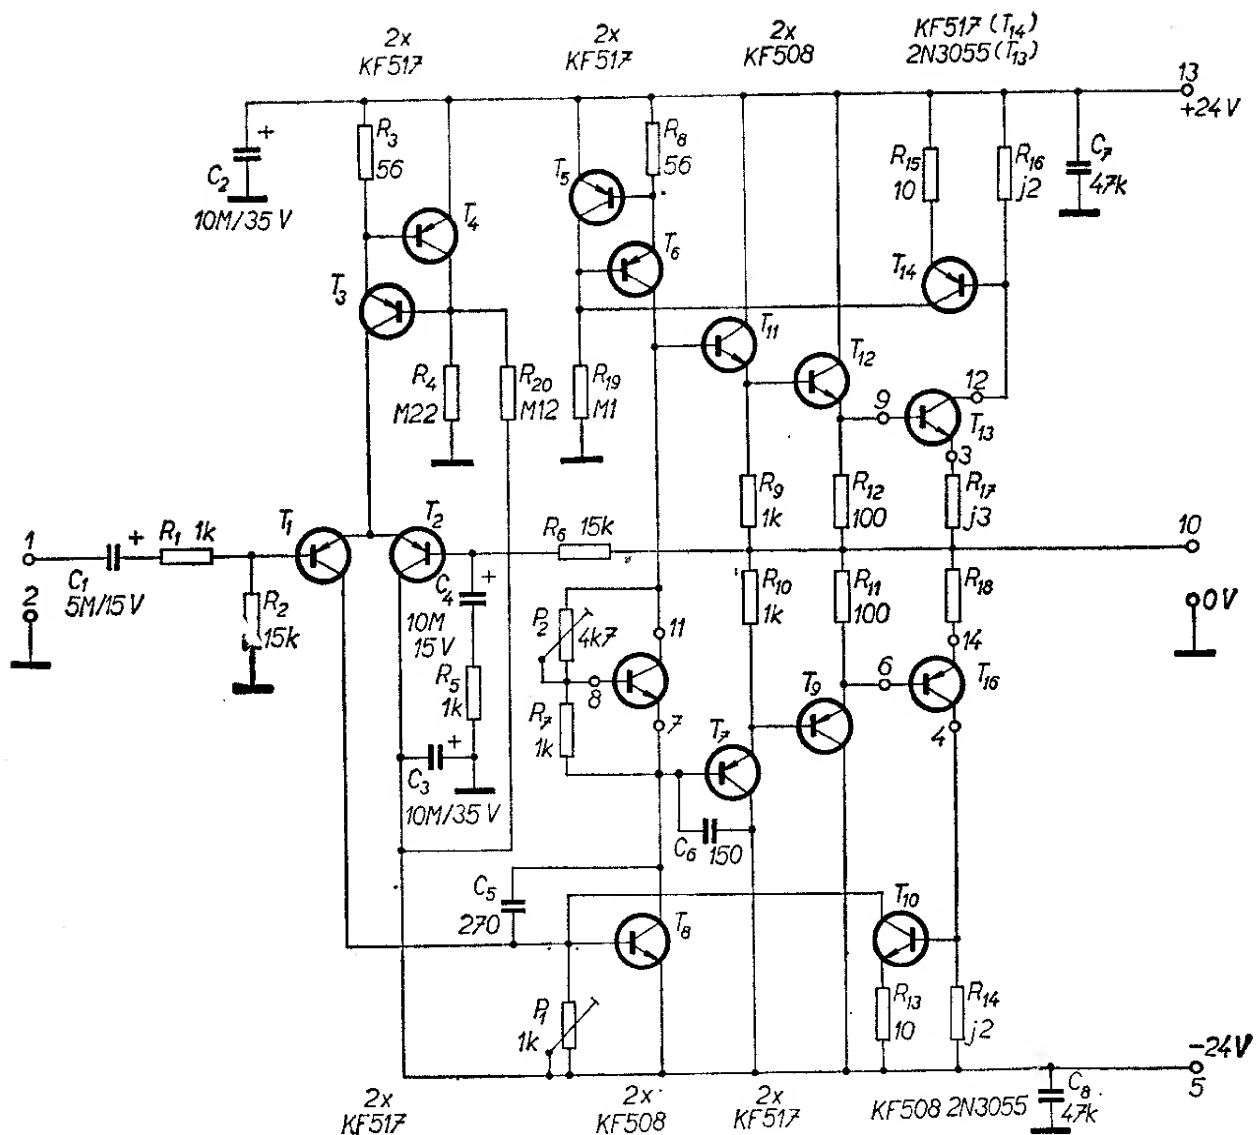 2x
KF517
2x
KF517
2x
KF508
KF517 (T14)
2N3055 (T13)
13
+24V
+
C2
10M/35 V
R3
56
T4
T3
T5
R8
56
T6
R15
10
R16
j2
C7
47k
T14
T11
T12
9
12
T13
3
R4
M22
R20
M12
R19
M1
R9
1k
R12
100
R17
j3
1
+
C1
5M/15V
R1 1k
T1
T2
R6 15k
10
2
R2
15k
C4
+
10M
15V
P2
4k7
11
R10
1k
R11
100
R18
0V
14
R5
1k
8
R7
1k
7
T7
T9
6
T16
4
C3
+
10M/35 V
C6 150
C5
270
T8
T10
P1
1k
R13
10
R14
j2
-24V
5
2x
KF517
2x
KF508
2x
KF517
KF508 2N3055
C8
47k